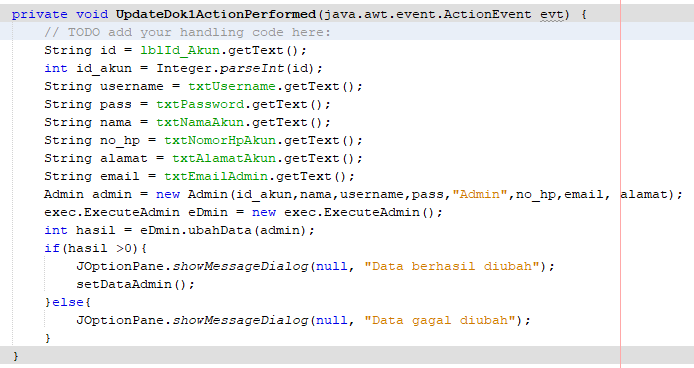 private void UpdateDok1ActionPerformed(java.awt.event.ActionEvent evt) {
// TODO add your handling code here:
String id = lblId_Akun.getText();
int id_akun = Integer.parseInt(id);
String username = txtUsername.getText();
String pass = txtPassword.getText();
String nama = txtNamaAkun.getText();
String no_hp = txtNomorHpAkun.getText();
String alamat = txtAlamatAkun.getText();
String email = txtEmailAdmin.getText();
Admin admin = new Admin(id_akun,nama,username,pass,"Admin",no_hp,email, alamat);
exec.ExecuteAdmin eDmin = new exec.ExecuteAdmin();
int hasil = eDmin.ubahData(admin);
if(hasil >0){
JOptionPane.showMessageDialog(null, "Data berhasil diubah");
setDataAdmin();
}else{
JOptionPane.showMessageDialog(null, "Data gagal diubah");
}
}